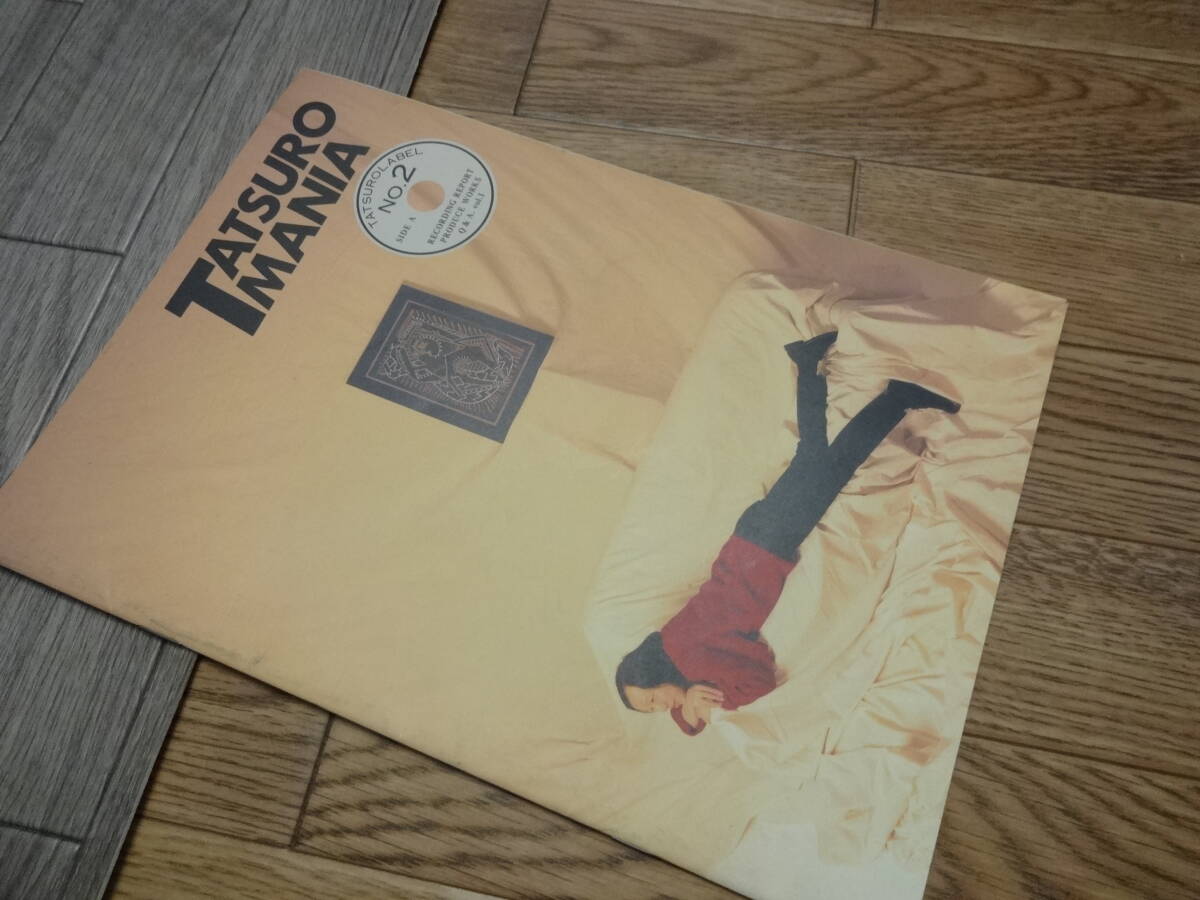 TATSURO
MANIA
TATSUROLABEL
NO.2
SIDE A
RECORDING REPORT
PRODUCE WORKS
Q & A. vol.1